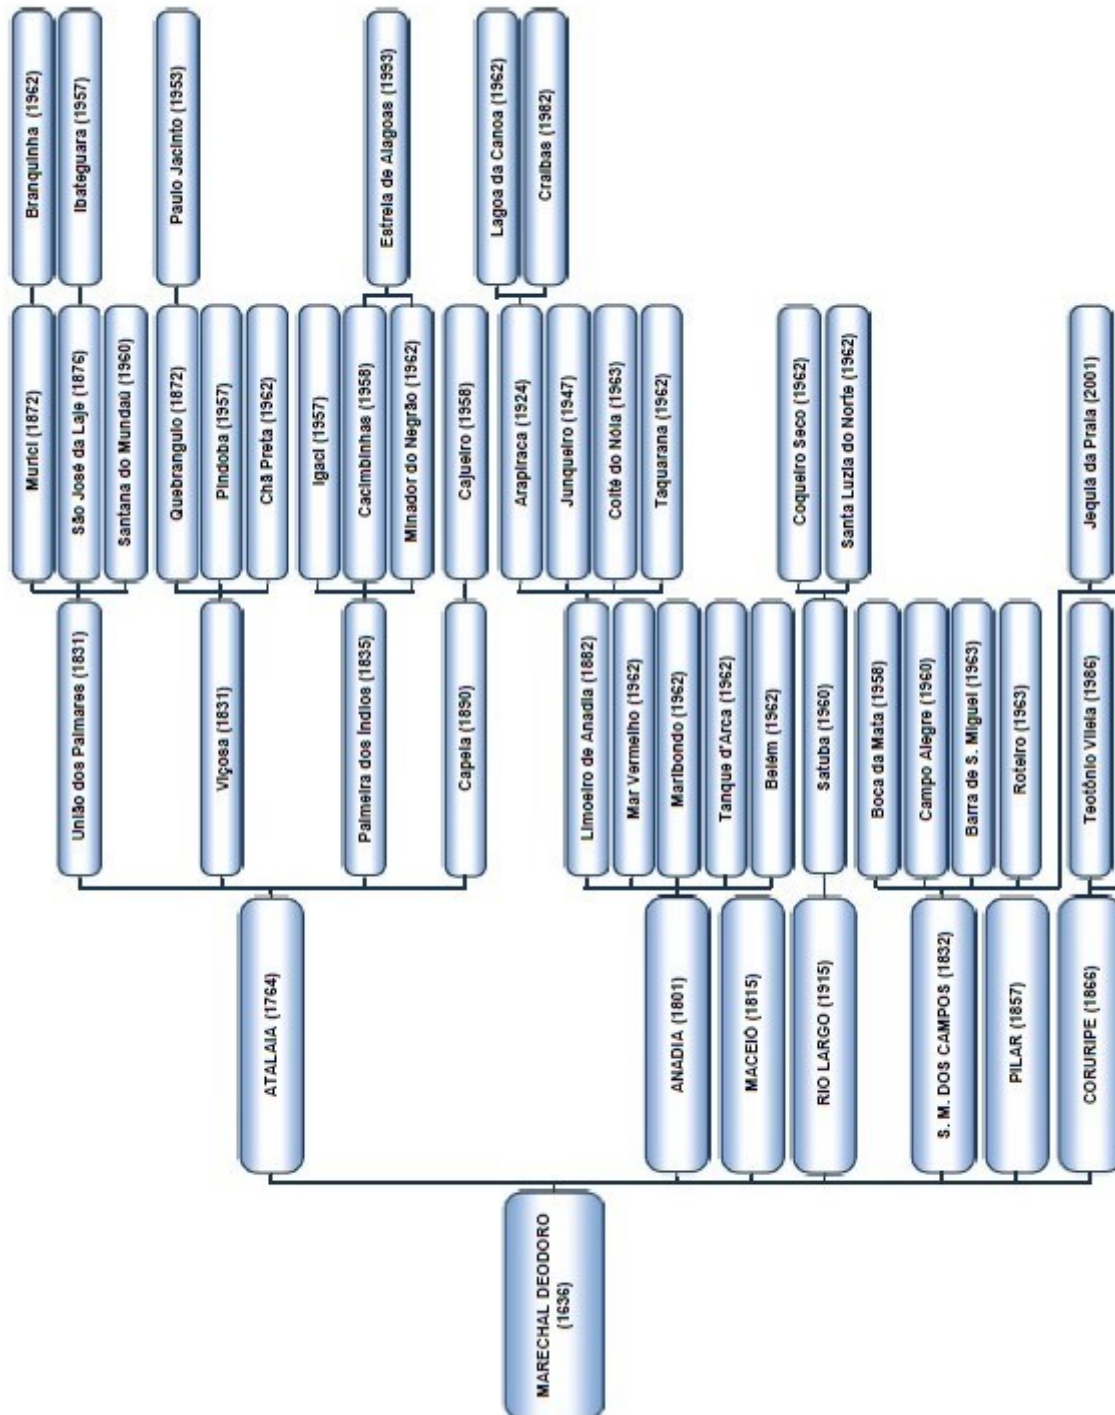 MARECHAL DEODORO
(1636)
ATALAIA (1764)
ANADIA (1801)
MACEIÓ (1815)
RIO LARGO (1915)
S. M. DOS CAMPOS (1832)
PILAR (1857)
CORURIPE (1866)
União dos Palmares (1831)
Viçosa (1831)
Palmeira dos Índios (1835)
Capela (1890)
Limoeiro de Anadia (1882)
Mar Vermelho (1962)
Maribondo (1962)
Tanque d'Arca (1962)
Belém (1962)
Satuba (1960)
Boca da Mata (1958)
Campo Alegre (1960)
Barra de S. Miguel (1963)
Roteiro (1963)
Teotônio Vilela (1986)
Murici (1872)
São José da Laje (1876)
Santana do Mundaú (1960)
Quebrangulo (1872)
Pindoba (1957)
Chã Preta (1962)
Igaci (1957)
Cacimbinhas (1958)
Minador do Negrão (1962)
Cajueiro (1958)
Arapiraca (1924)
Junqueiro (1947)
Coité do Nóia (1963)
Taquarana (1962)
Coqueiro Seco (1962)
Santa Luzia do Norte (1962)
Jequia da Praia (2001)
Branquinha (1962)
Ibateguara (1957)
Paulo Jacinto (1953)
Estrela de Alagoas (1993)
Lagoa da Canoa (1962)
Craibas (1982)